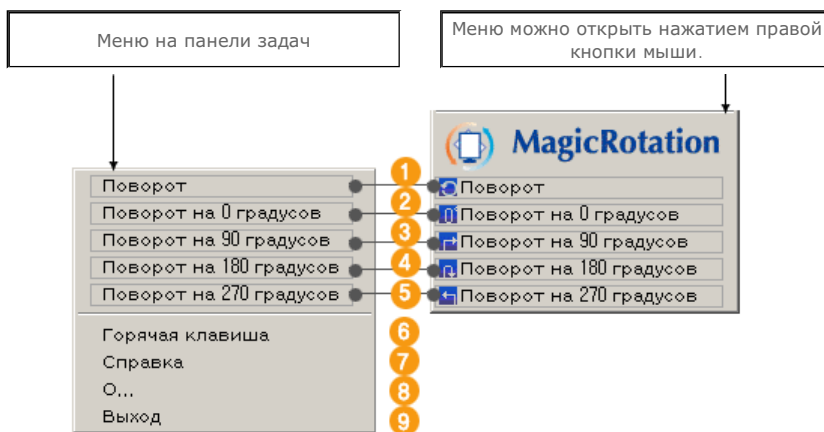 Меню на панели задач
Меню можно открыть нажатием правой
кнопки мыши.
MagicRotation
Поворот
1
Поворот
Поворот на 0 градусов
2
Поворот на 0 градусов
Поворот на 90 градусов
3
Поворот на 90 градусов
Поворот на 180 градусов
4
Поворот на 180 градусов
Поворот на 270 градусов
5
Поворот на 270 градусов
Горячая клавиша
6
Справка
7
О...
8
Выход
9